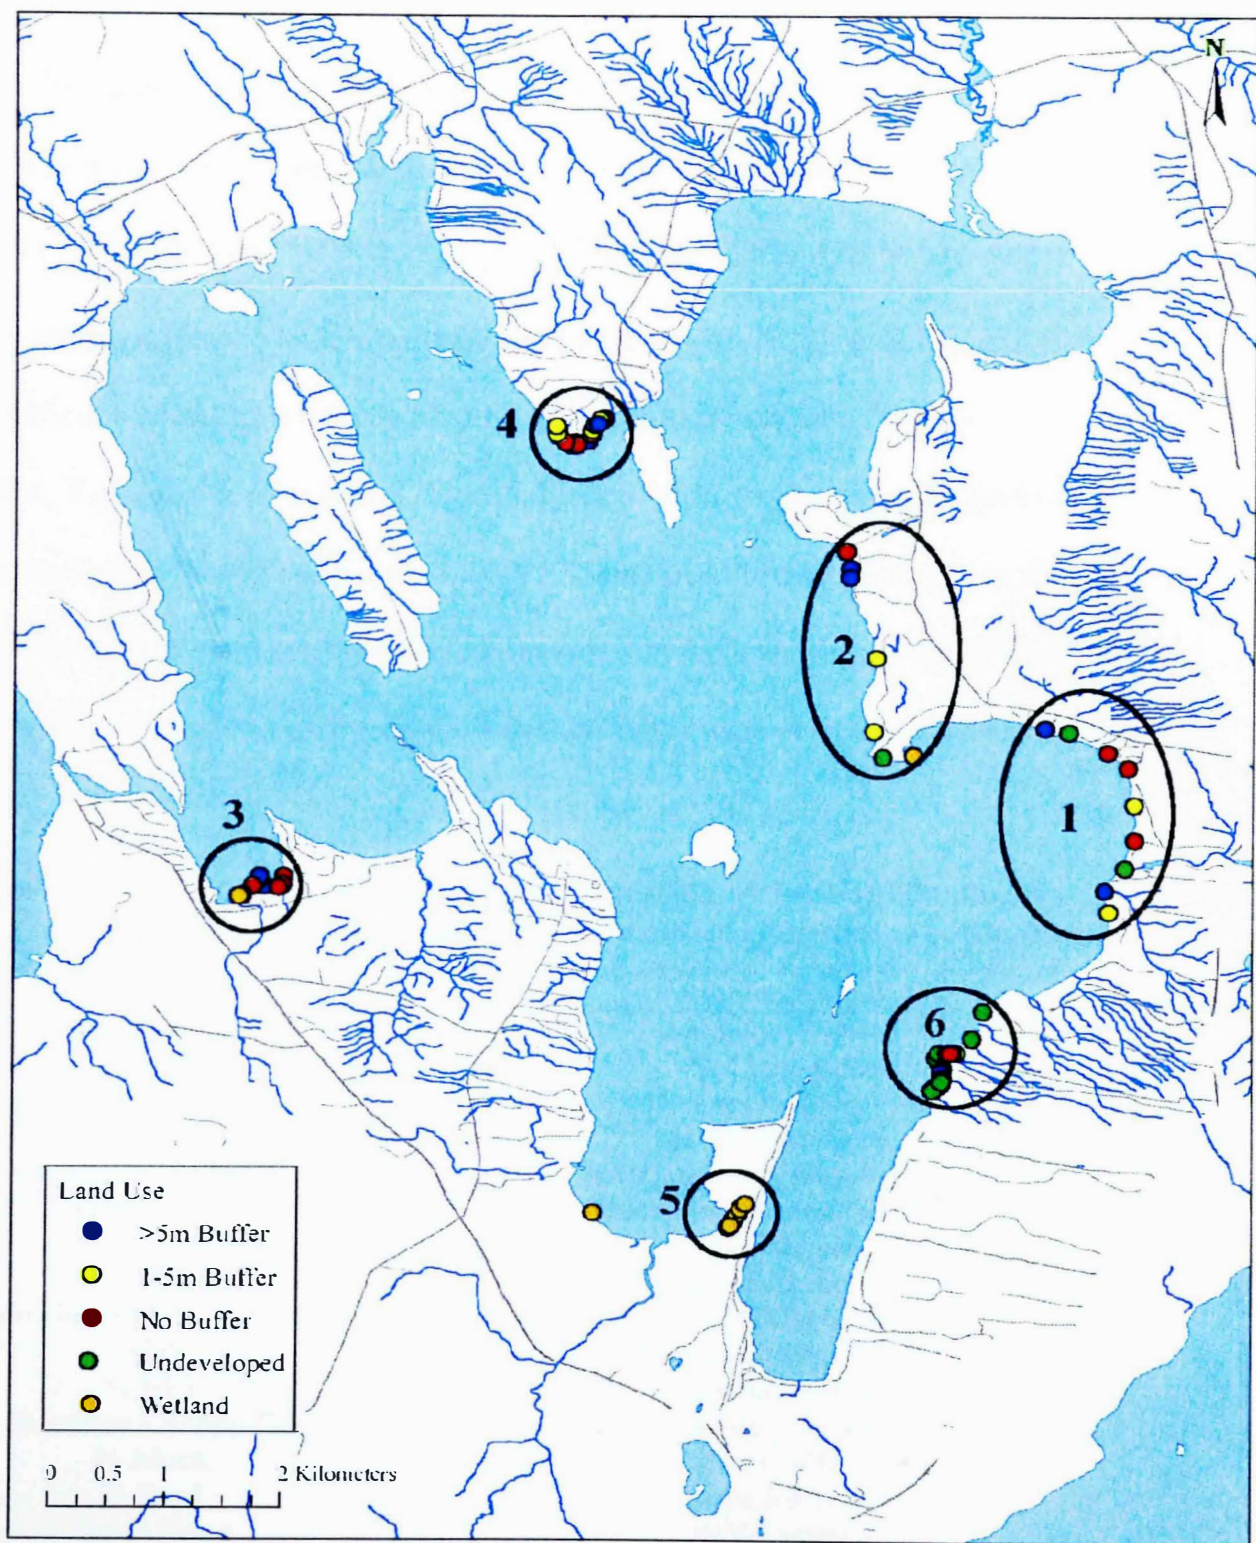 N
4
2
1
3
6
5
Land Use
>5m Buffer
1-5m Buffer
No Buffer
Undeveloped
Wetland
0 0.5 1 2 Kilometers